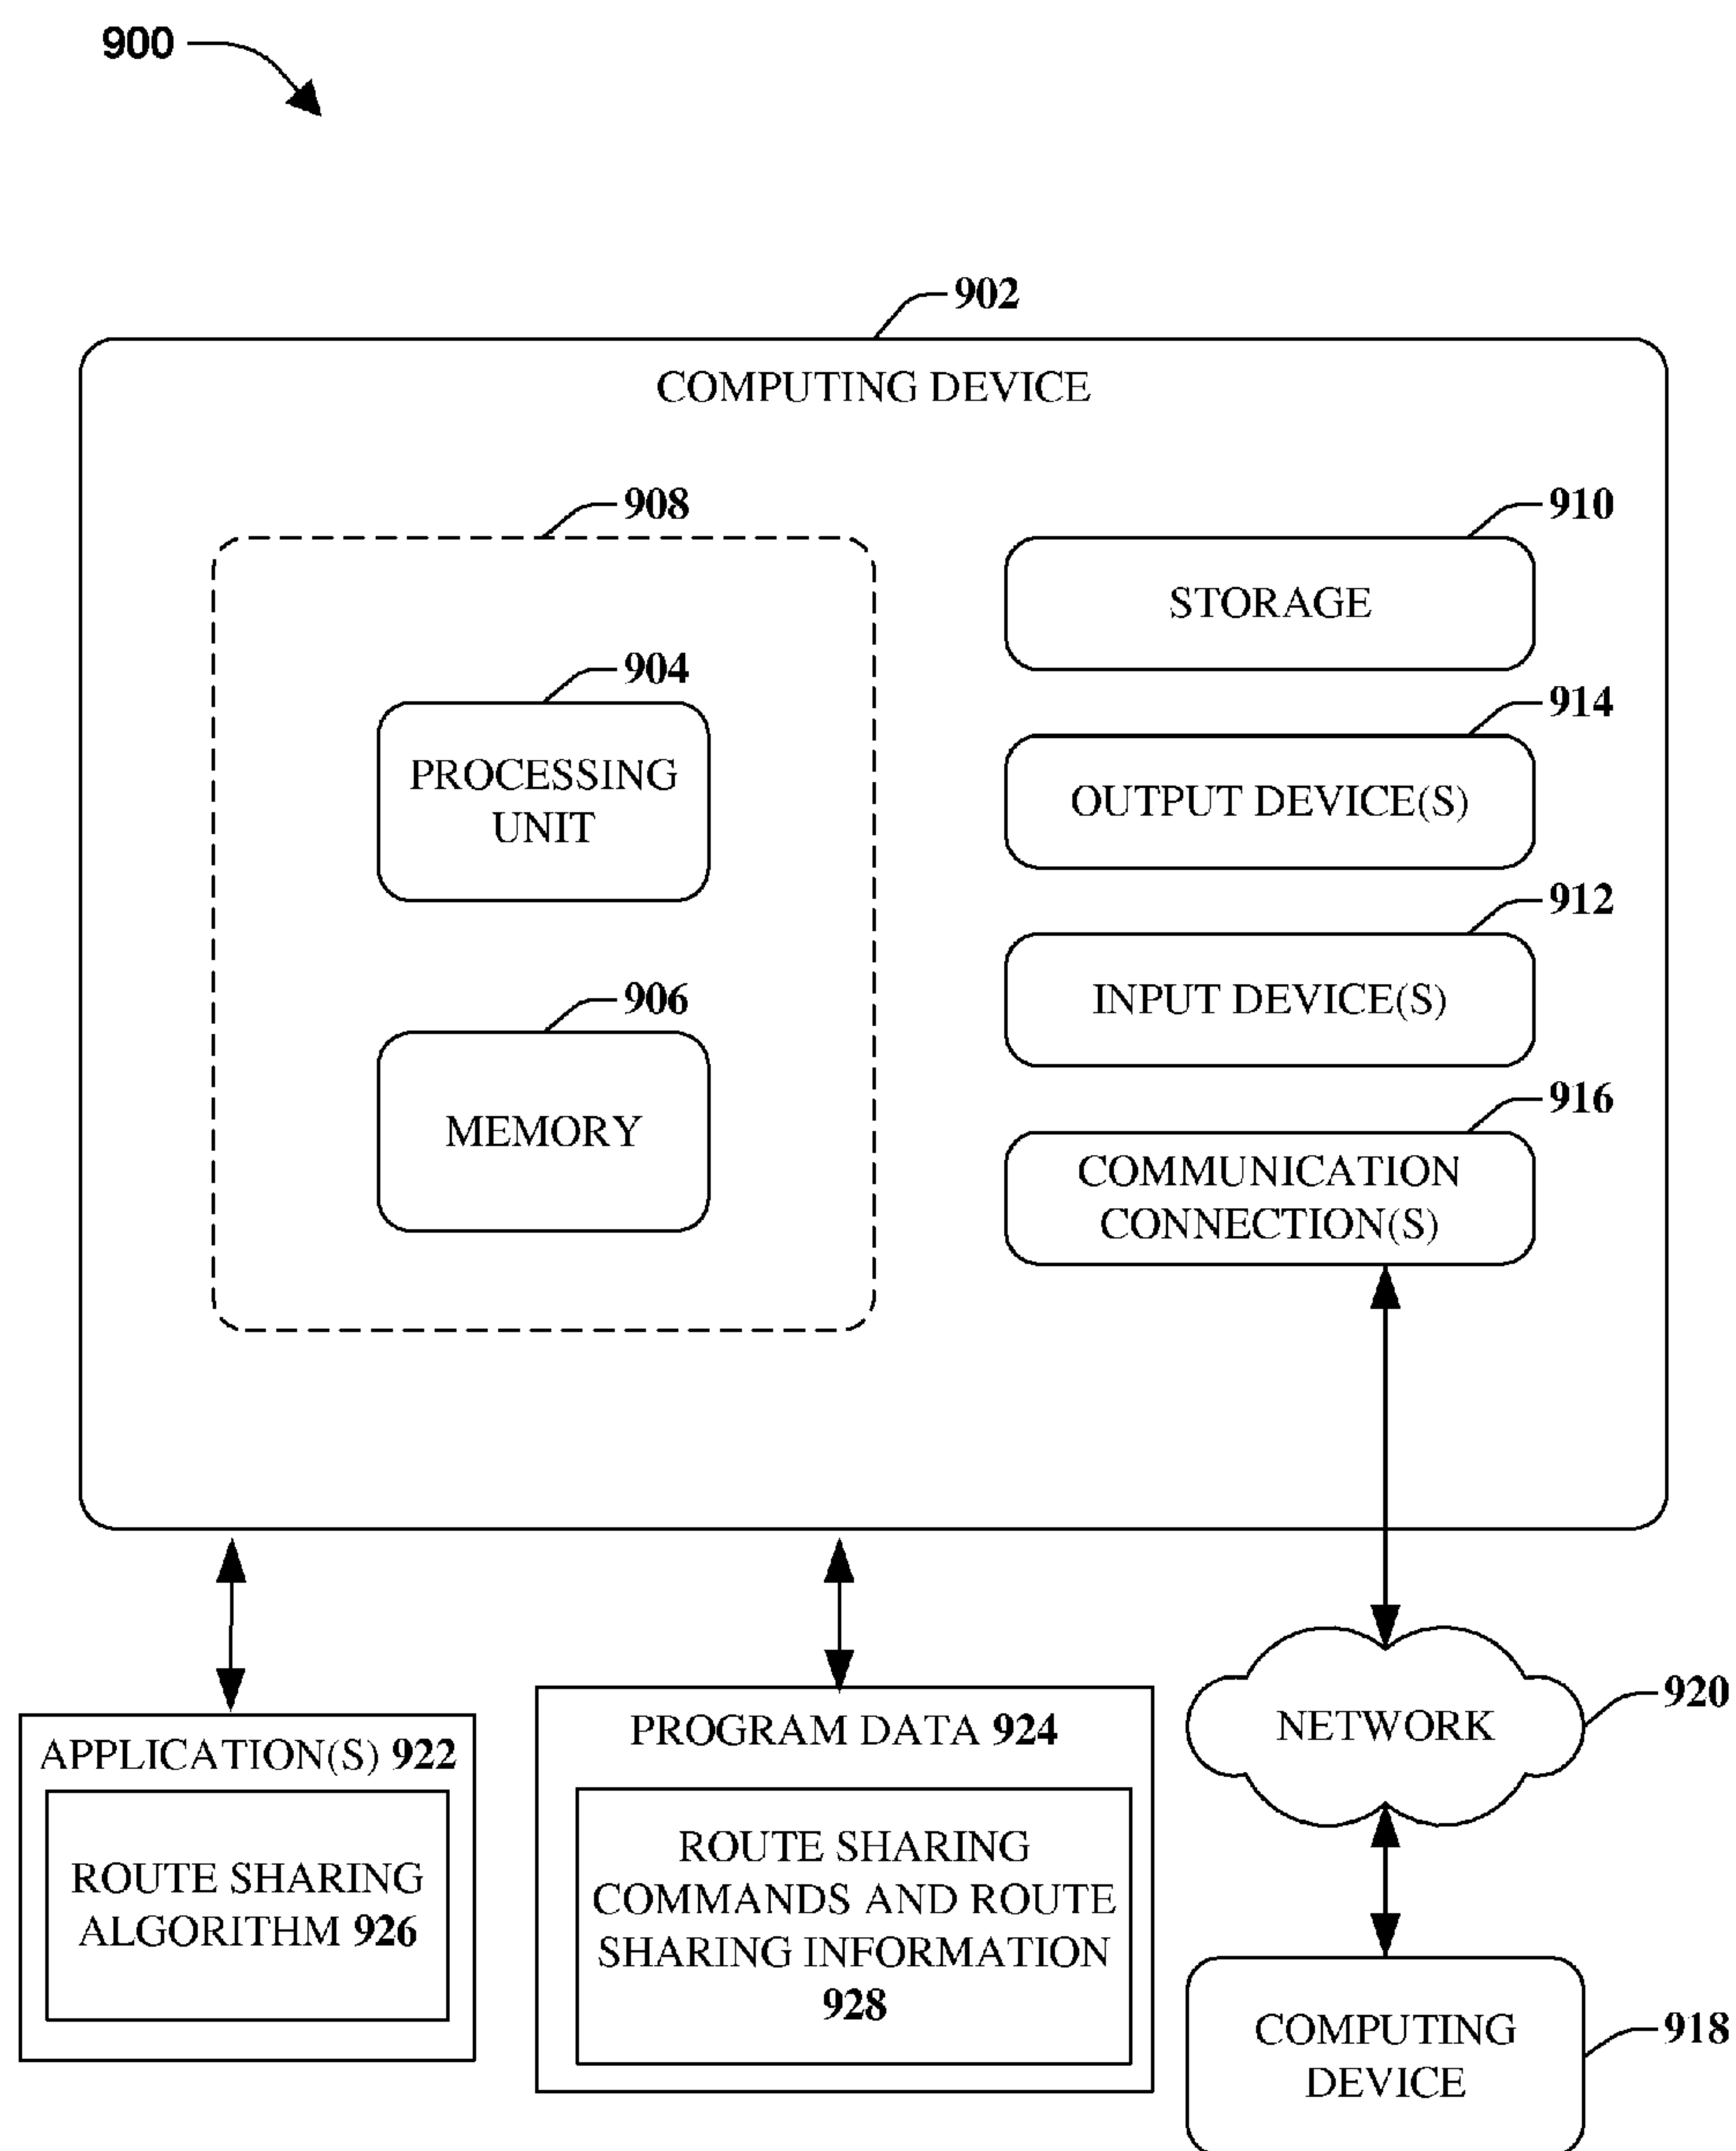 900
902
COMPUTING DEVICE
908
904
PROCESSING
UNIT
906
MEMORY
910
STORAGE
914
OUTPUT DEVICE(S)
912
INPUT DEVICE(S)
916
COMMUNICATION
CONNECTION(S)
APPLICATION(S) 922
ROUTE SHARING
ALGORITHM 926
PROGRAM DATA 924
ROUTE SHARING
COMMANDS AND ROUTE
SHARING INFORMATION
928
NETWORK
920
COMPUTING
DEVICE
918